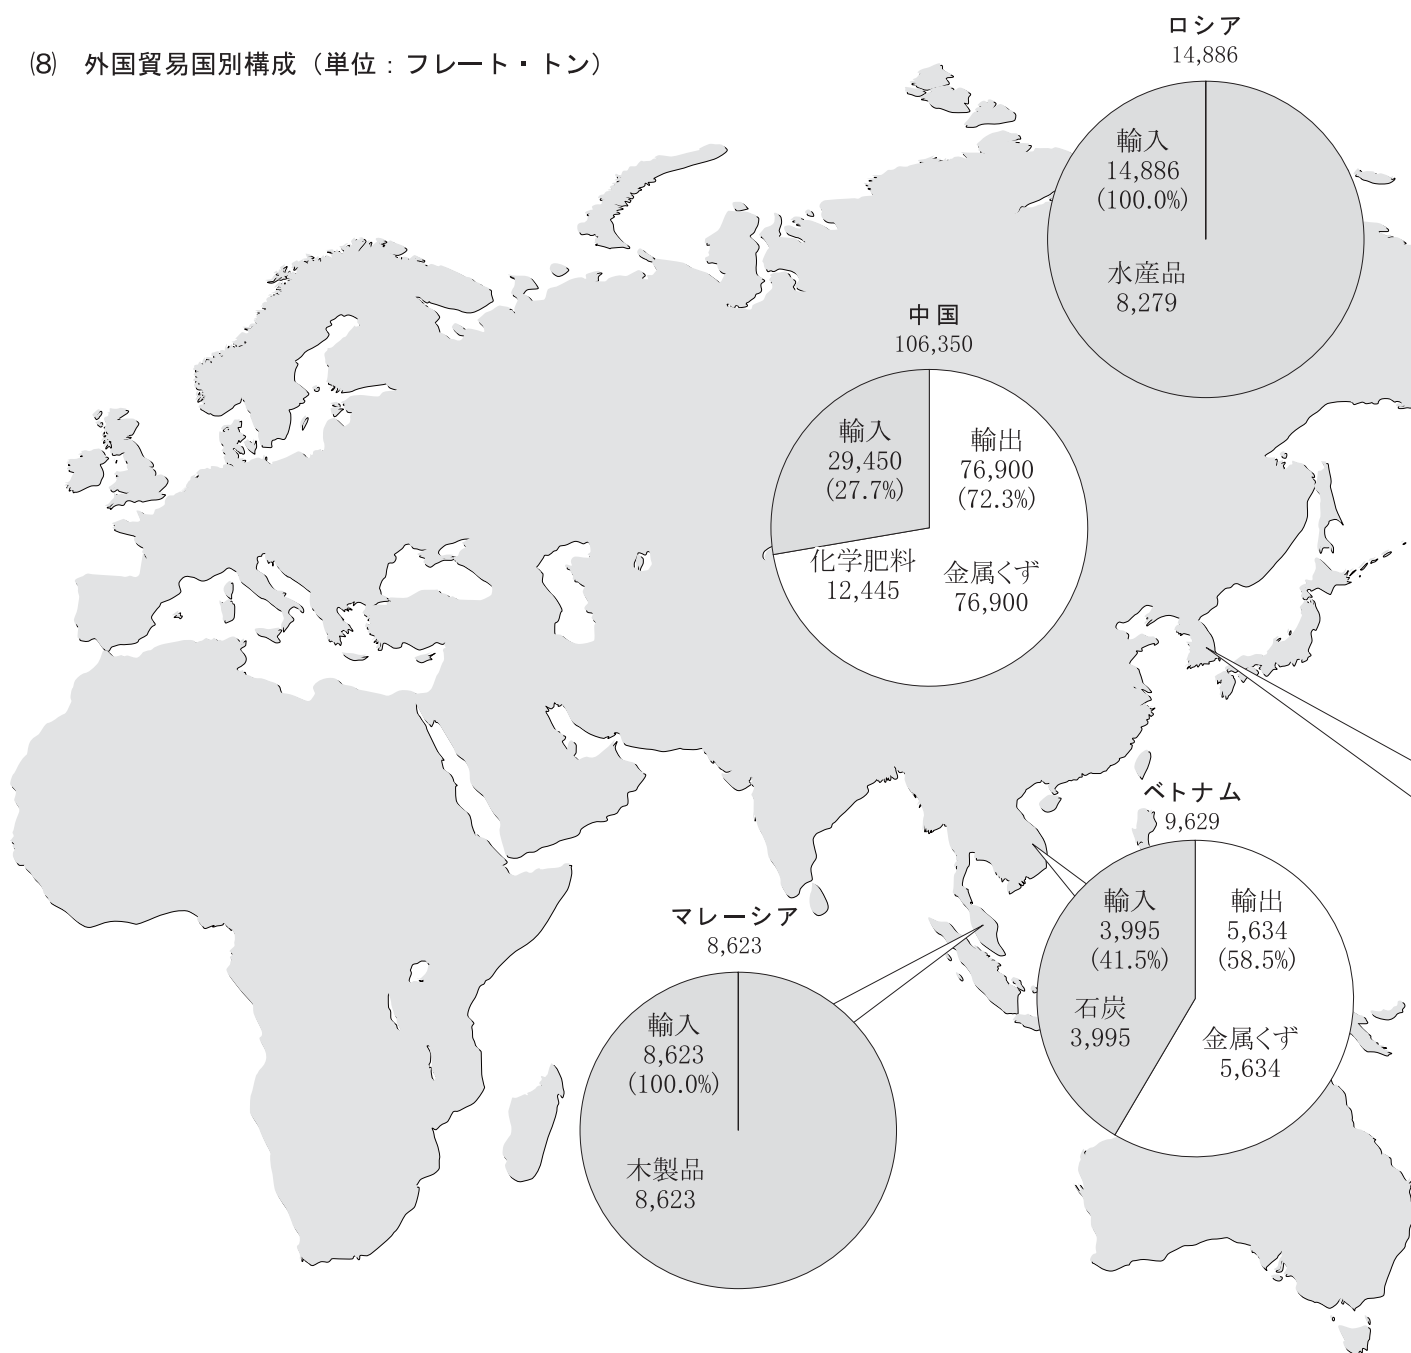 ⑻ 外国貿易国別構成（単位：フレート・トン）
ロシア
14,886
輸入
14,886
(100.0%)
水産品
8,279
中国
106,350
輸入
29,450
(27.7%)
化学肥料
12,445
輸出
76,900
(72.3%)
金属くず
76,900
ベトナム
9,629
輸入
3,995
(41.5%)
石炭
3,995
輸出
5,634
(58.5%)
金属くず
5,634
マレーシア
8,623
輸入
8,623
(100.0%)
木製品
8,623